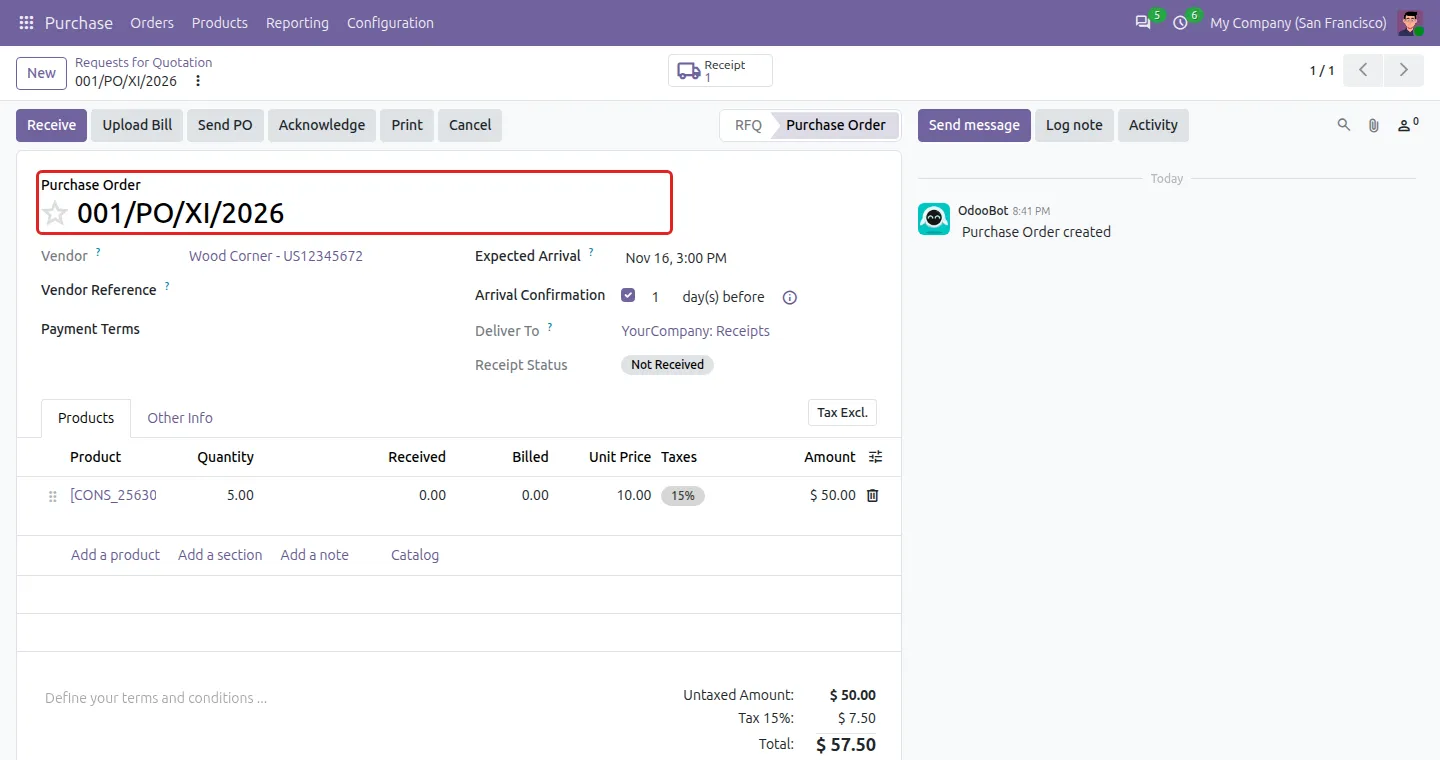 Purchase Orders Products Reporting Configuration 5 6 My Company (San Francisco)
New Requests for Quotation Receipt 1 / 1
001/PO/XI/2026 1
Receive Upload Bill Send PO Acknowledge Print Cancel RFQ Purchase Order Send message Log note Activity 0
Purchase Order
001/PO/XI/2026
Today
OdooBot 8:41 PM
Purchase Order created
Vendor ? Wood Corner - US12345672 Expected Arrival ? Nov 16, 3:00 PM
Vendor Reference ? Arrival Confirmation 1 day(s) before
Payment Terms Deliver To ? YourCompany: Receipts
Receipt Status Not Received
Products Other Info Tax Excl.
Product Quantity Received Billed Unit Price Taxes Amount
[CONS_25630 5.00 0.00 0.00 10.00 15% $ 50.00
Add a product Add a section Add a note Catalog
Define your terms and conditions ... Untaxed Amount: $ 50.00
Tax 15%: $ 7.50
Total: $ 57.50